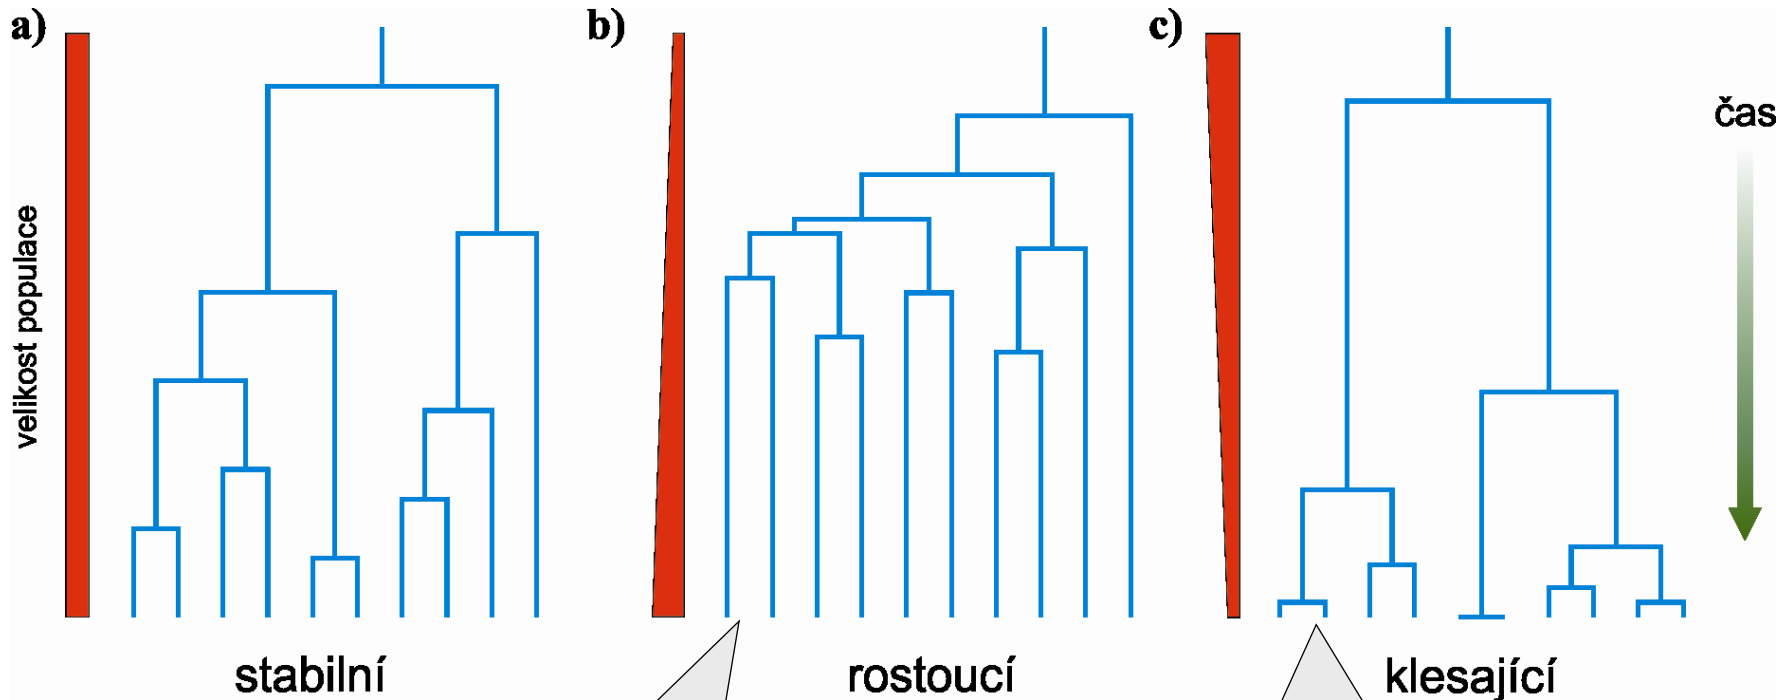 a)
b)
c)
čas
velikost populace
stabilní
rostoucí
klesající